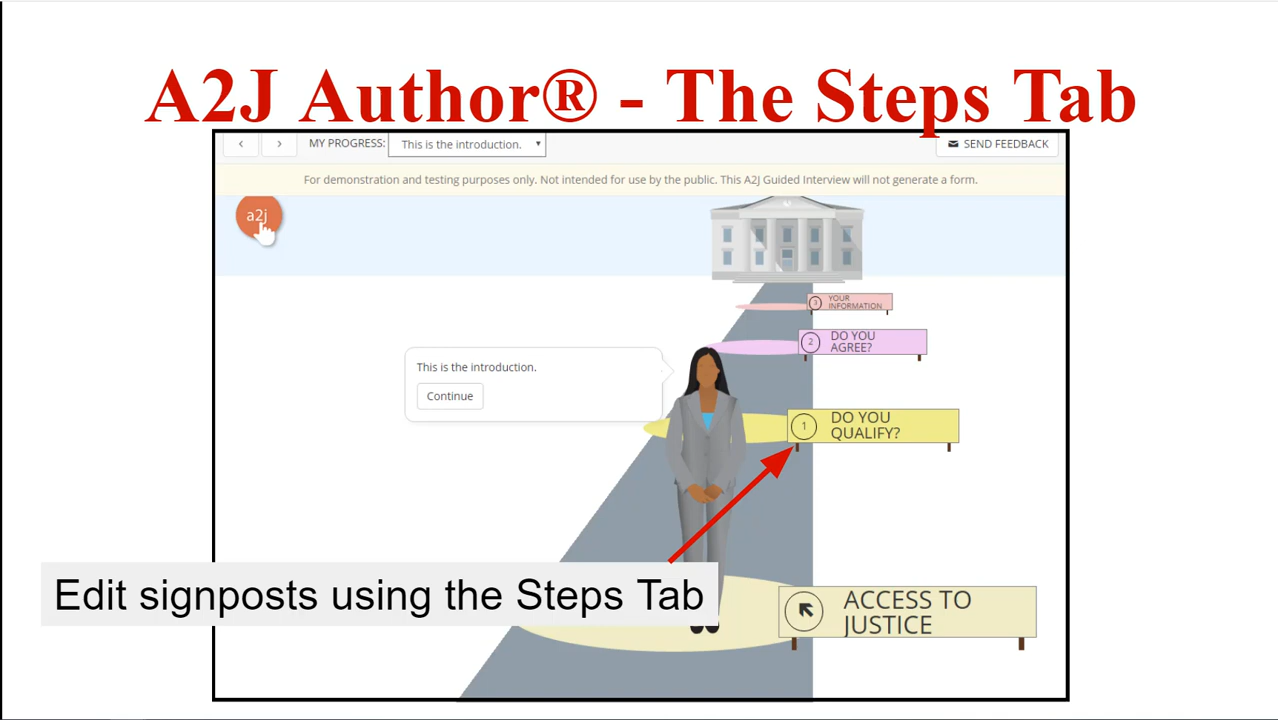 A2J Author® - The Steps Tab
MY PROGRESS: This is the introduction.
SEND FEEDBACK
For demonstration and testing purposes only. Not intended for use by the public. This A2J Guided Interview will not generate a form.
a2j
3 YOUR
INFORMATION
2 DO YOU
AGREE?
This is the introduction.
Continue
1 DO YOU
QUALIFY?
Edit signposts using the Steps Tab
ACCESS TO
JUSTICE